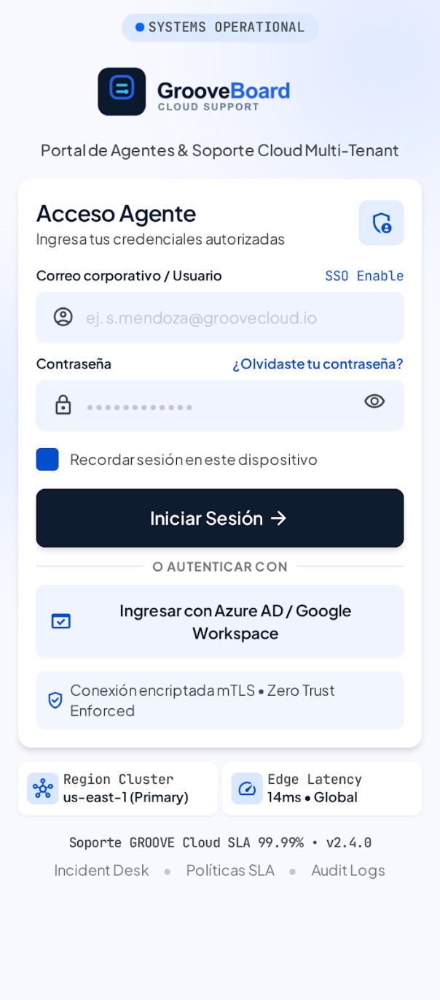 SYSTEMS OPERATIONAL
GrooveBoard
CLOUD SUPPORT
Portal de Agentes & Soporte Cloud Multi-Tenant
Acceso Agente
Ingresa tus credenciales autorizadas
Correo corporativo / Usuario
SSO Enable
ej. s.mendoza@groovecloud.io
Contraseña
¿Olvidaste tu contraseña?
••••••••••••
Recordar sesión en este dispositivo
Iniciar Sesión →
O AUTENTICAR CON
Ingresar con Azure AD / Google
Workspace
Conexión encriptada mTLS • Zero Trust
Enforced
Region Cluster
us-east-1 (Primary)
Edge Latency
14ms • Global
Soporte GROOVE Cloud SLA 99.99% • v2.4.0
Incident Desk • Políticas SLA • Audit Logs